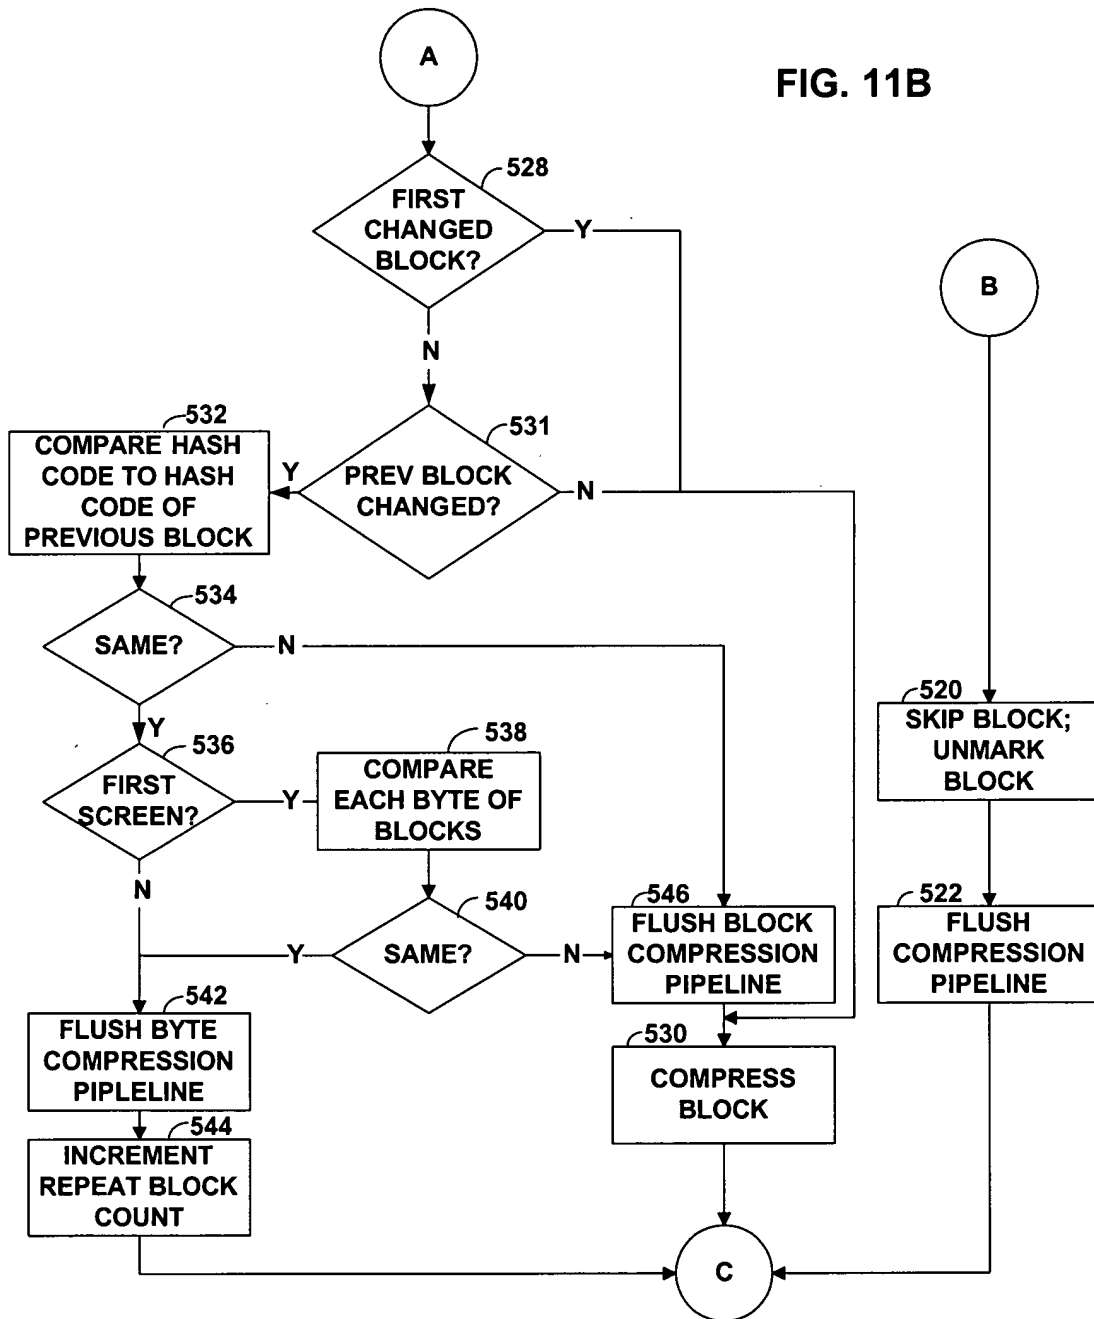 A
FIG. 11B
528
FIRST
CHANGED
BLOCK?
Y
B
N
532
COMPARE HASH
CODE TO HASH
CODE OF
PREVIOUS BLOCK
Y
531
PREV BLOCK
CHANGED?
N
534
SAME?
N
Y
536
FIRST
SCREEN?
Y
538
COMPARE
EACH BYTE OF
BLOCKS
520
SKIP BLOCK;
UNMARK
BLOCK
N
540
SAME?
Y
N
546
FLUSH BLOCK
COMPRESSION
PIPELINE
522
FLUSH
COMPRESSION
PIPELINE
542
FLUSH BYTE
COMPRESSION
PIPLELINE
530
COMPRESS
BLOCK
544
INCREMENT
REPEAT BLOCK
COUNT
C